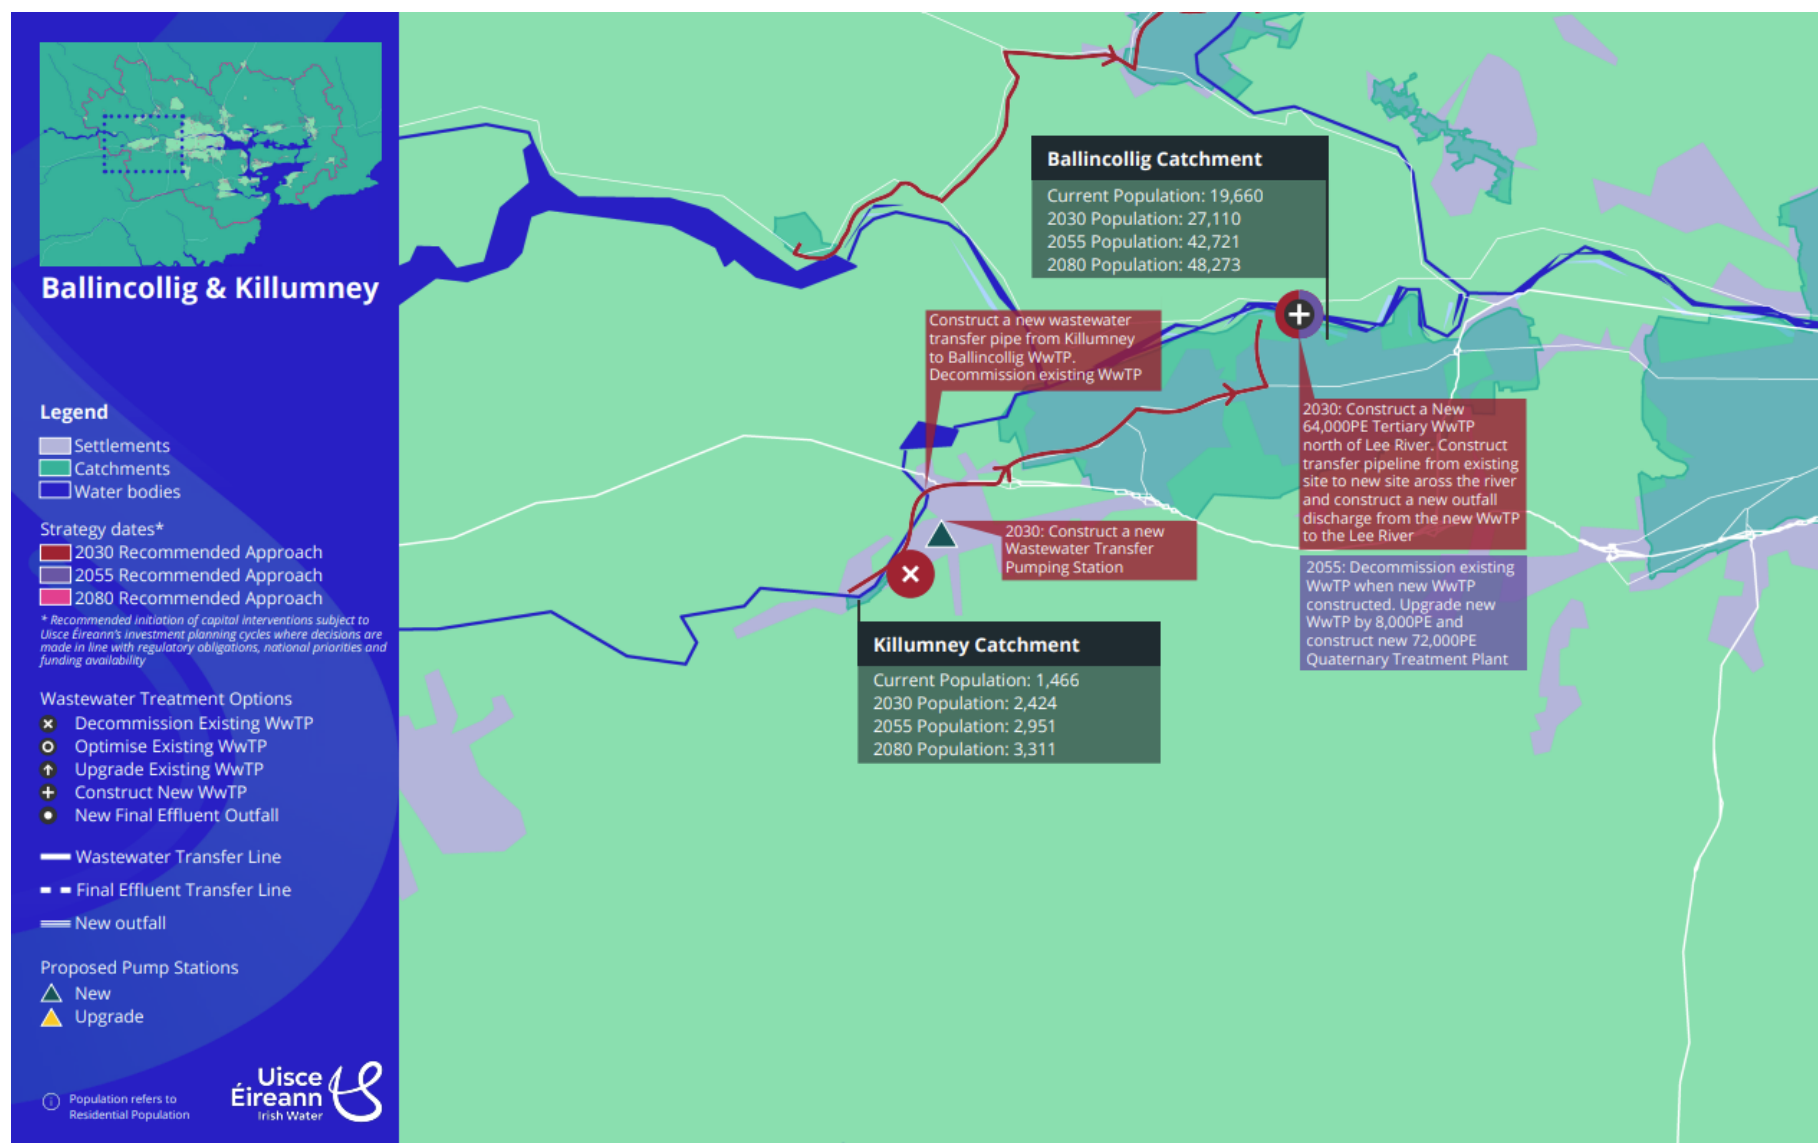 Ballincollig & Killumney
Legend
Settlements
Catchments
Water bodies
Strategy dates*
2030 Recommended Approach
2055 Recommended Approach
2080 Recommended Approach
* Recommended initiation of capital interventions subject to
Uisce Éireann's investment planning cycles where decisions are
made in line with regulatory obligations, national priorities and
funding availability
Wastewater Treatment Options
Decommission Existing WwTP
Optimise Existing WwTP
Upgrade Existing WwTP
Construct New WwTP
New Final Effluent Outfall
Wastewater Transfer Line
Final Effluent Transfer Line
New outfall
Proposed Pump Stations
New
Upgrade
Population refers to
Residential Population
Uisce
Éireann
Irish Water
Ballincollig Catchment
Current Population: 19,660
2030 Population: 27,110
2055 Population: 42,721
2080 Population: 48,273
Construct a new wastewater
transfer pipe from Killumney
to Ballincollig WwTP.
Decommission existing WwTP
2030: Construct a New
64,000PE Tertiary WwTP
north of Lee River. Construct
transfer pipeline from existing
site to new site aross the river
and construct a new outfall
discharge from the new WwTP
to the Lee River
2030: Construct a new
Wastewater Transfer
Pumping Station
2055: Decommission existing
WwTP when new WwTP
constructed. Upgrade new
WwTP by 8,000PE and
construct new 72,000PE
Quaternary Treatment Plant
Killumney Catchment
Current Population: 1,466
2030 Population: 2,424
2055 Population: 2,951
2080 Population: 3,311